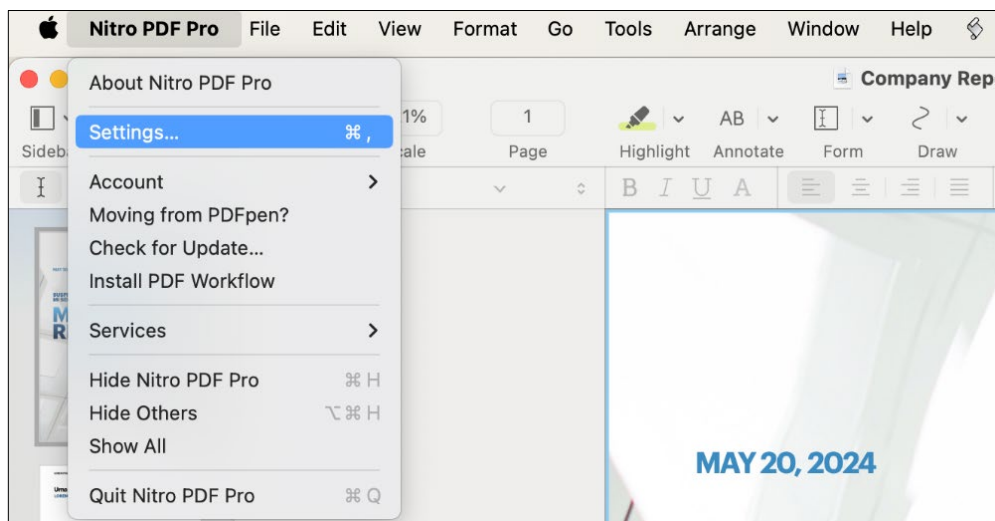 Nitro PDF Pro File Edit View Format Go Tools Arrange Window Help
Company Rep
About Nitro PDF Pro
Settings... ⌘ ,
1% 1 AB
Sideb cale Page Highlight Annotate Form Draw
Account
B I U A
Moving from PDFpen?
Check for Update...
Install PDF Workflow
Services
Hide Nitro PDF Pro ⌘ H
Hide Others ⌥ ⌘ H
Show All
MAY 20, 2024
Quit Nitro PDF Pro ⌘ Q